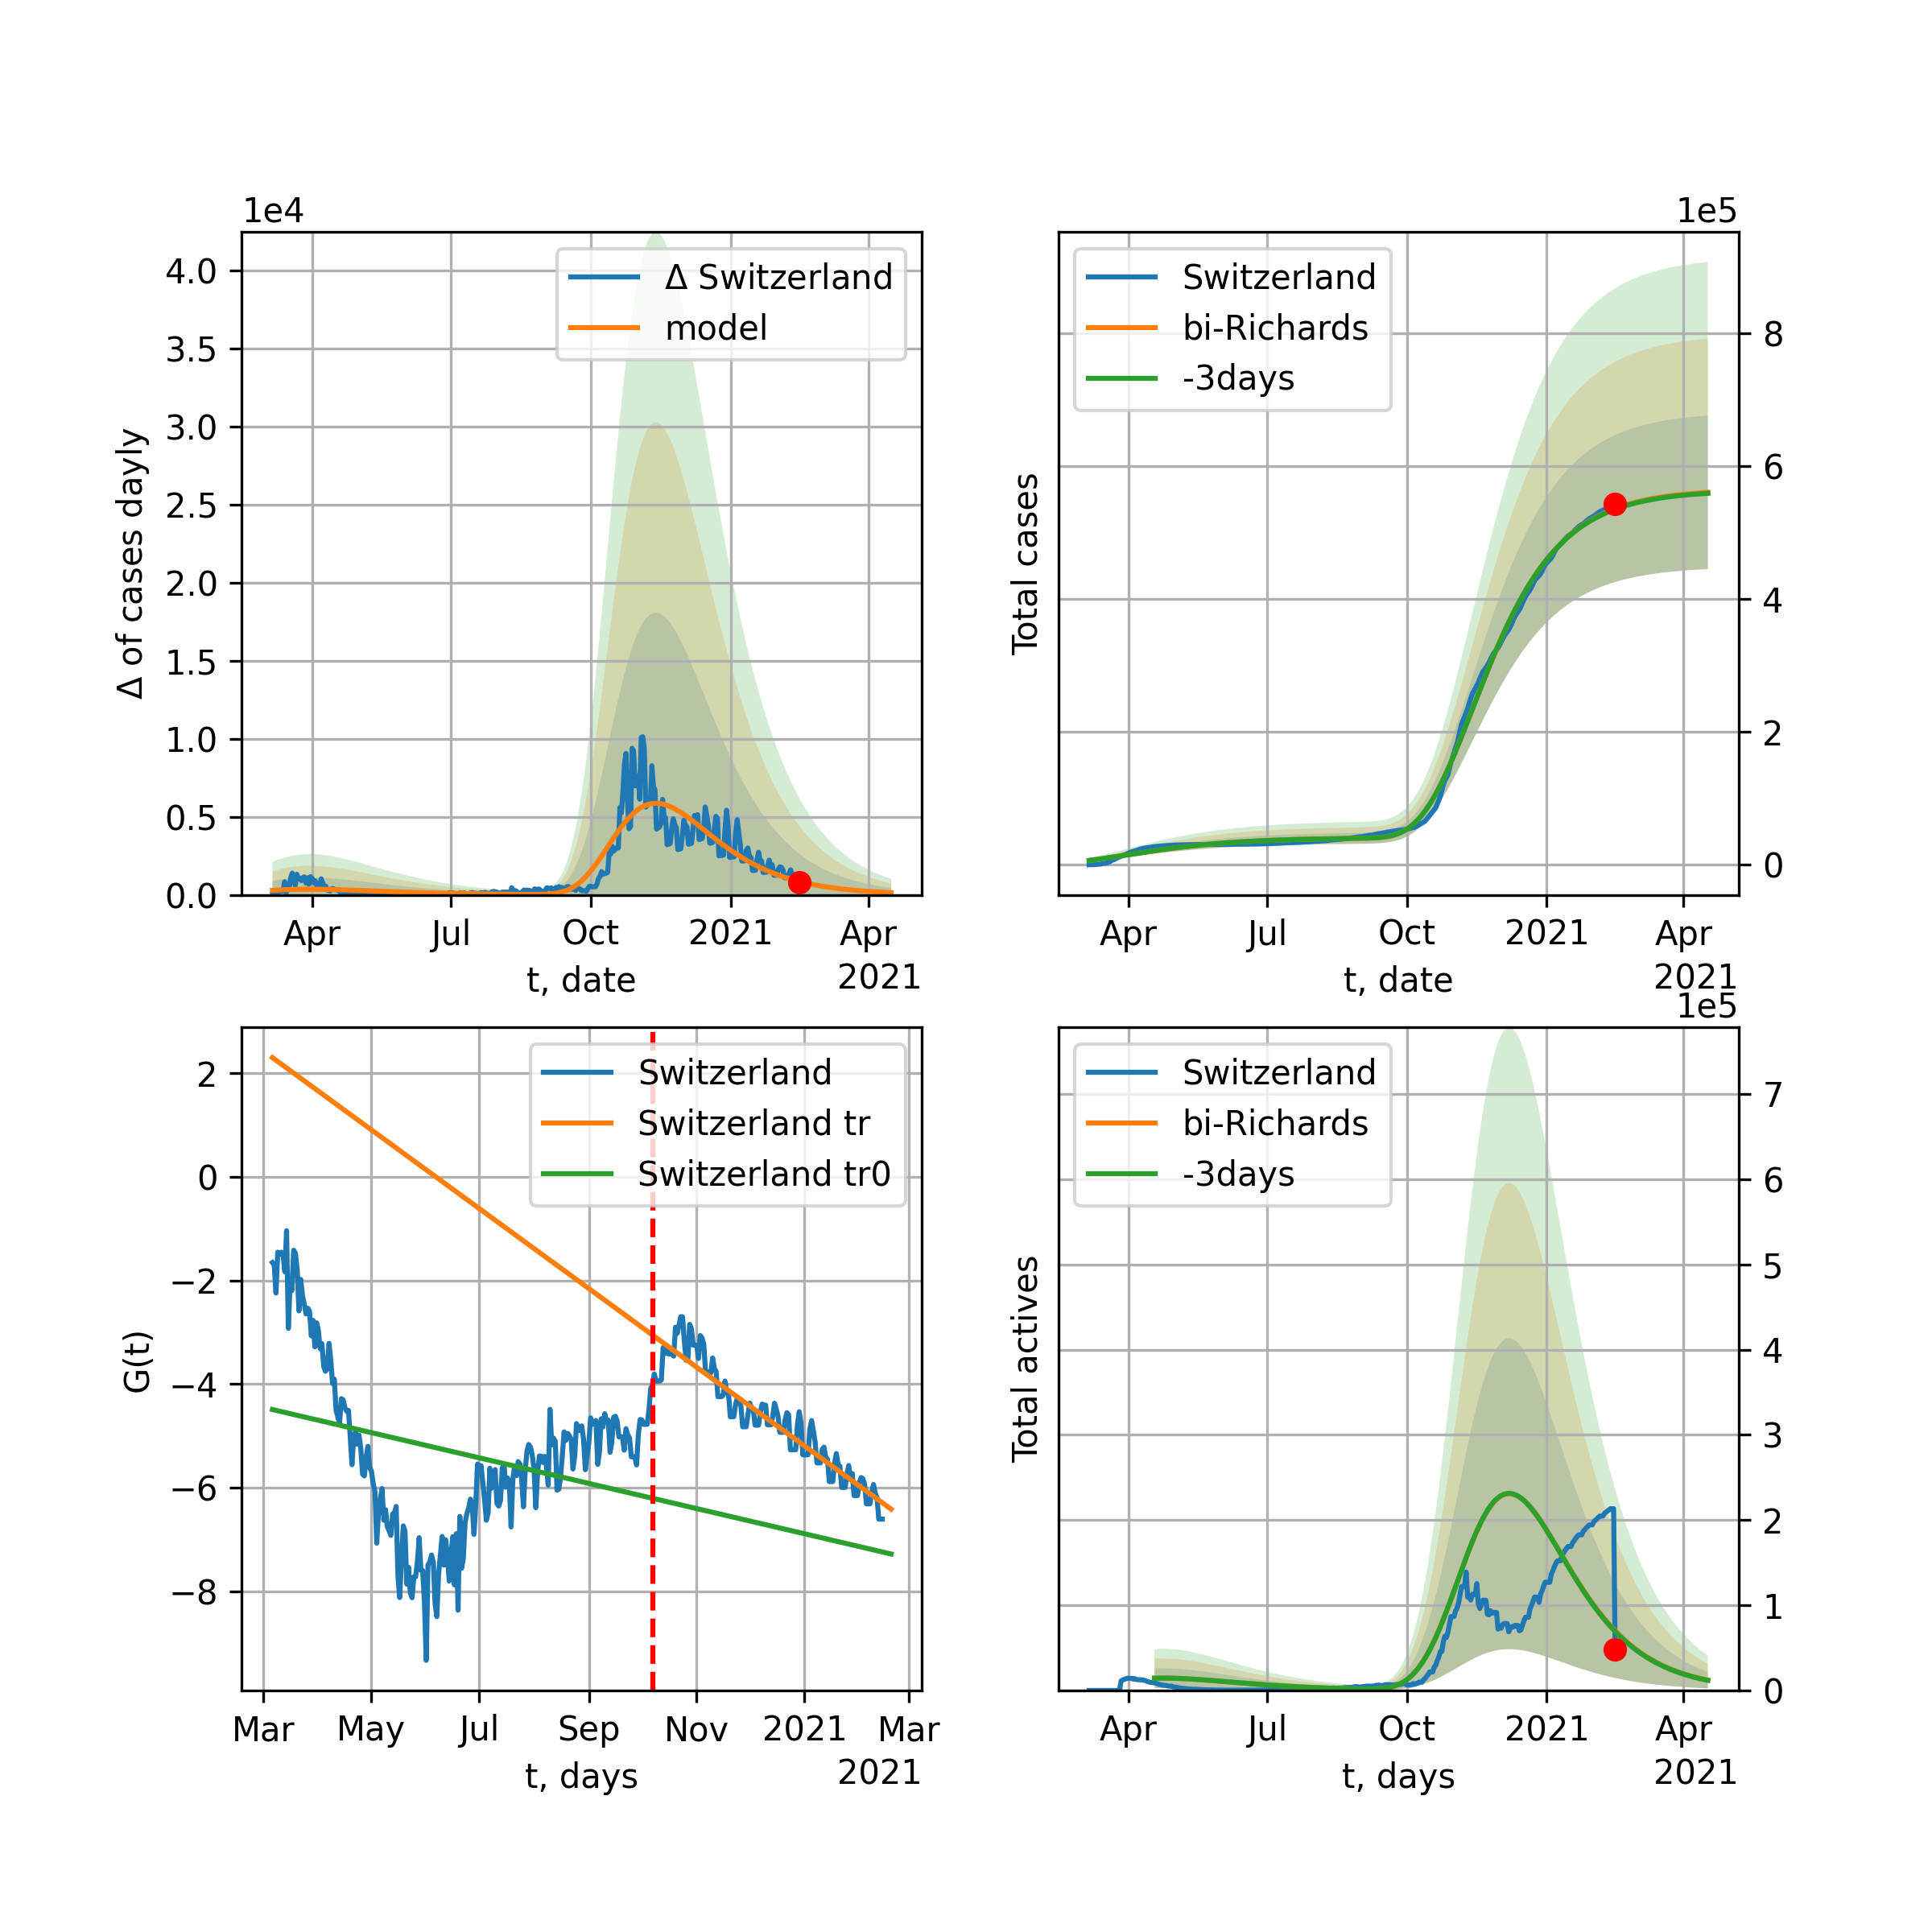 1e4
Δ of cases dayly
4.0
3.5
3.0
2.5
2.0
1.5
1.0
0.5
0.0
Δ Switzerland
model
Apr
Jul
Oct
2021
Apr
2021
t, date
1e5
Total cases
Switzerland
bi-Richards
-3days
8
6
4
2
0
Apr
Jul
Oct
2021
Apr
2021
t, date
G(t)
2
0
−2
−4
−6
−8
Switzerland
Switzerland tr
Switzerland tr0
Mar
May
Jul
Sep
Nov
2021
Mar
2021
t, days
1e5
Total actives
Switzerland
bi-Richards
-3days
7
6
5
4
3
2
1
0
Apr
Jul
Oct
2021
Apr
2021
t, days